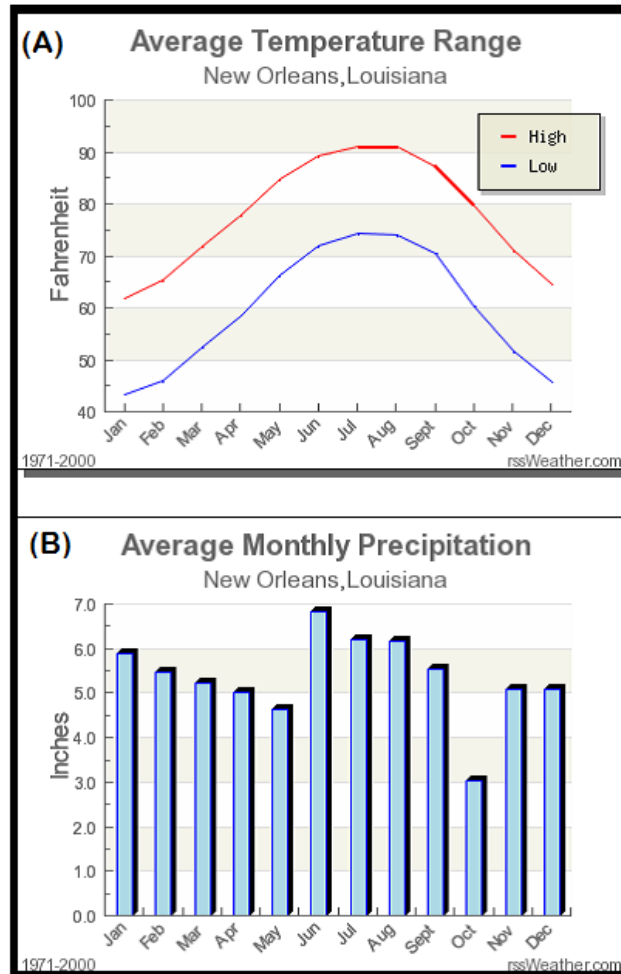 (A) Average Temperature Range
New Orleans,Louisiana
100
90
80
70
60
50
40
Fahrenheit
High
Low
Jan Feb Mar Apr May Jun Jul Aug Sept Oct Nov Dec
1971-2000 rssWeather.com
(B) Average Monthly Precipitation
New Orleans,Louisiana
7.0
6.0
5.0
4.0
3.0
2.0
1.0
0.0
Inches
Jan Feb Mar Apr May Jun Jul Aug Sept Oct Nov Dec
1971-2000 rssWeather.com